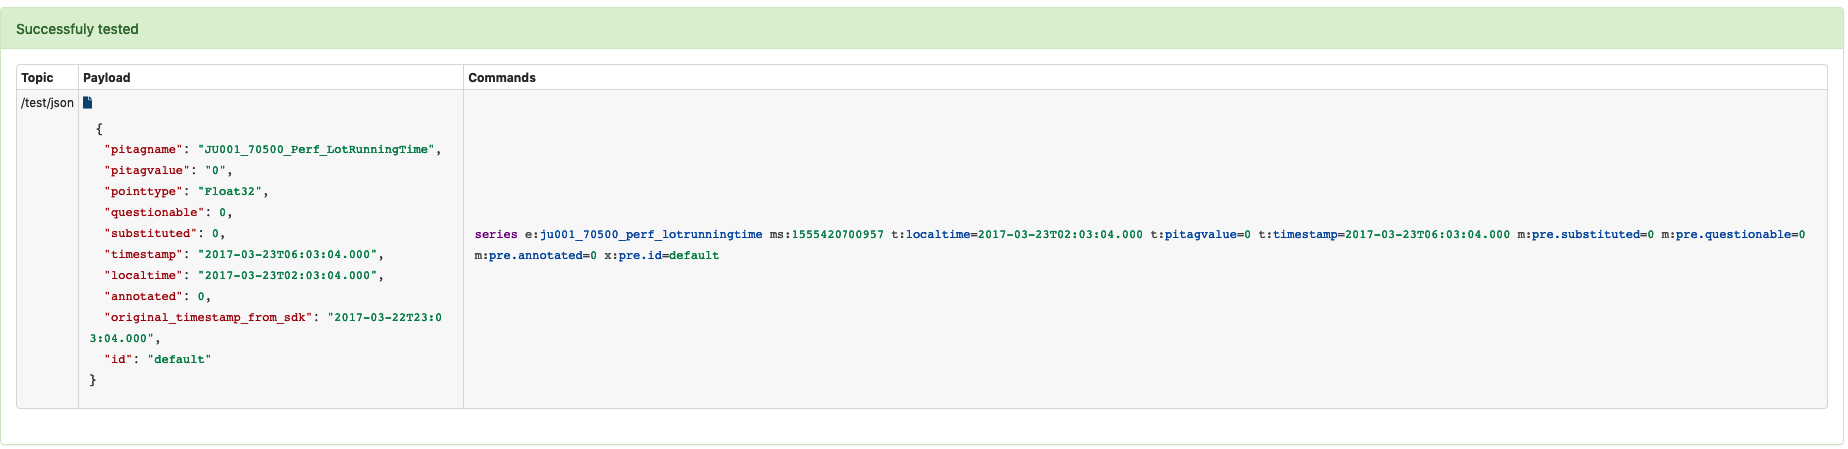 Successfuly tested
Topic Payload Commands
/test/json
{
"pitagname": "JU001_70500_Perf_LotRunningTime",
"pitagvalue": "0",
"pointtype": "Float32",
"questionable": 0,
"substituted": 0,
"timestamp": "2017-03-23T06:03:04.000",
"localtime": "2017-03-23T02:03:04.000",
"annotated": 0,
"original_timestamp_from_sdk": "2017-03-22T23:0
3:04.000",
"id": "default"
}
series e:ju001_70500_perf_lotrunningtime ms:1555420700957 t:localtime=2017-03-23T02:03:04.000 t:pitagvalue=0 t:timestamp=2017-03-23T06:03:04.000 m:pre.substituted=0 m:pre.questionable=0
m:pre.annotated=0 x:pre.id=default